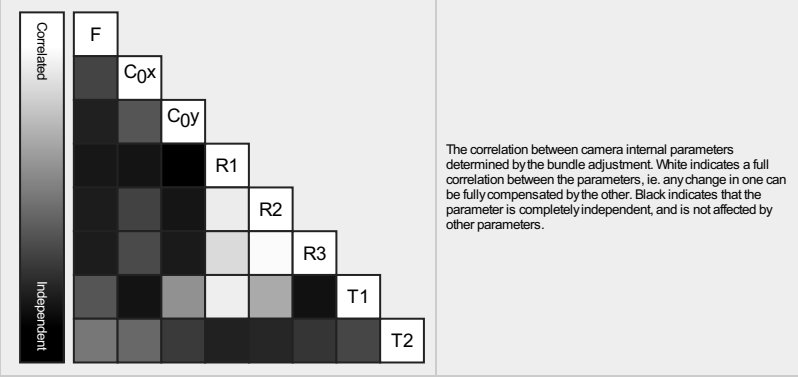 Correlated
Independent
F
C0x
C0y
R1
R2
R3
T1
T2
The correlation between camera internal parameters
determined by the bundle adjustment. White indicates a full
correlation between the parameters, ie. any change in one can
be fully compensated by the other. Black indicates that the
parameter is completely independent, and is not affected by
other parameters.